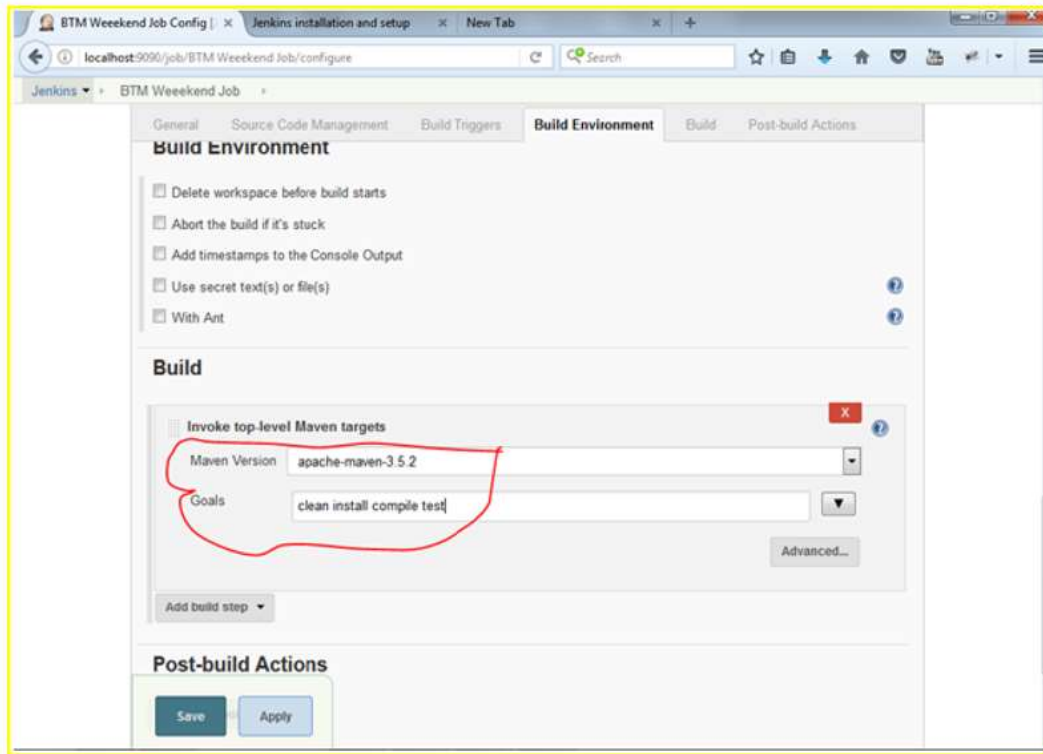 BTM Weeekend Job Config [
Jenkins installation and setup
New Tab
localhost:9090/job/BTM Weeekend Job/configure
Search
Jenkins
BTM Weeekend Job
General Source Code Management Build Triggers Build Environment Build Post-build Actions
Build Environment
Delete workspace before build starts
Abort the build if it's stuck
Add timestamps to the Console Output
Use secret text(s) or file(s)
With Ant
Build
X
Invoke top-level Maven targets
Maven Version apache-maven-3.5.2
Goals clean install compile test
Advanced...
Add build step
Post-build Actions
Save Apply